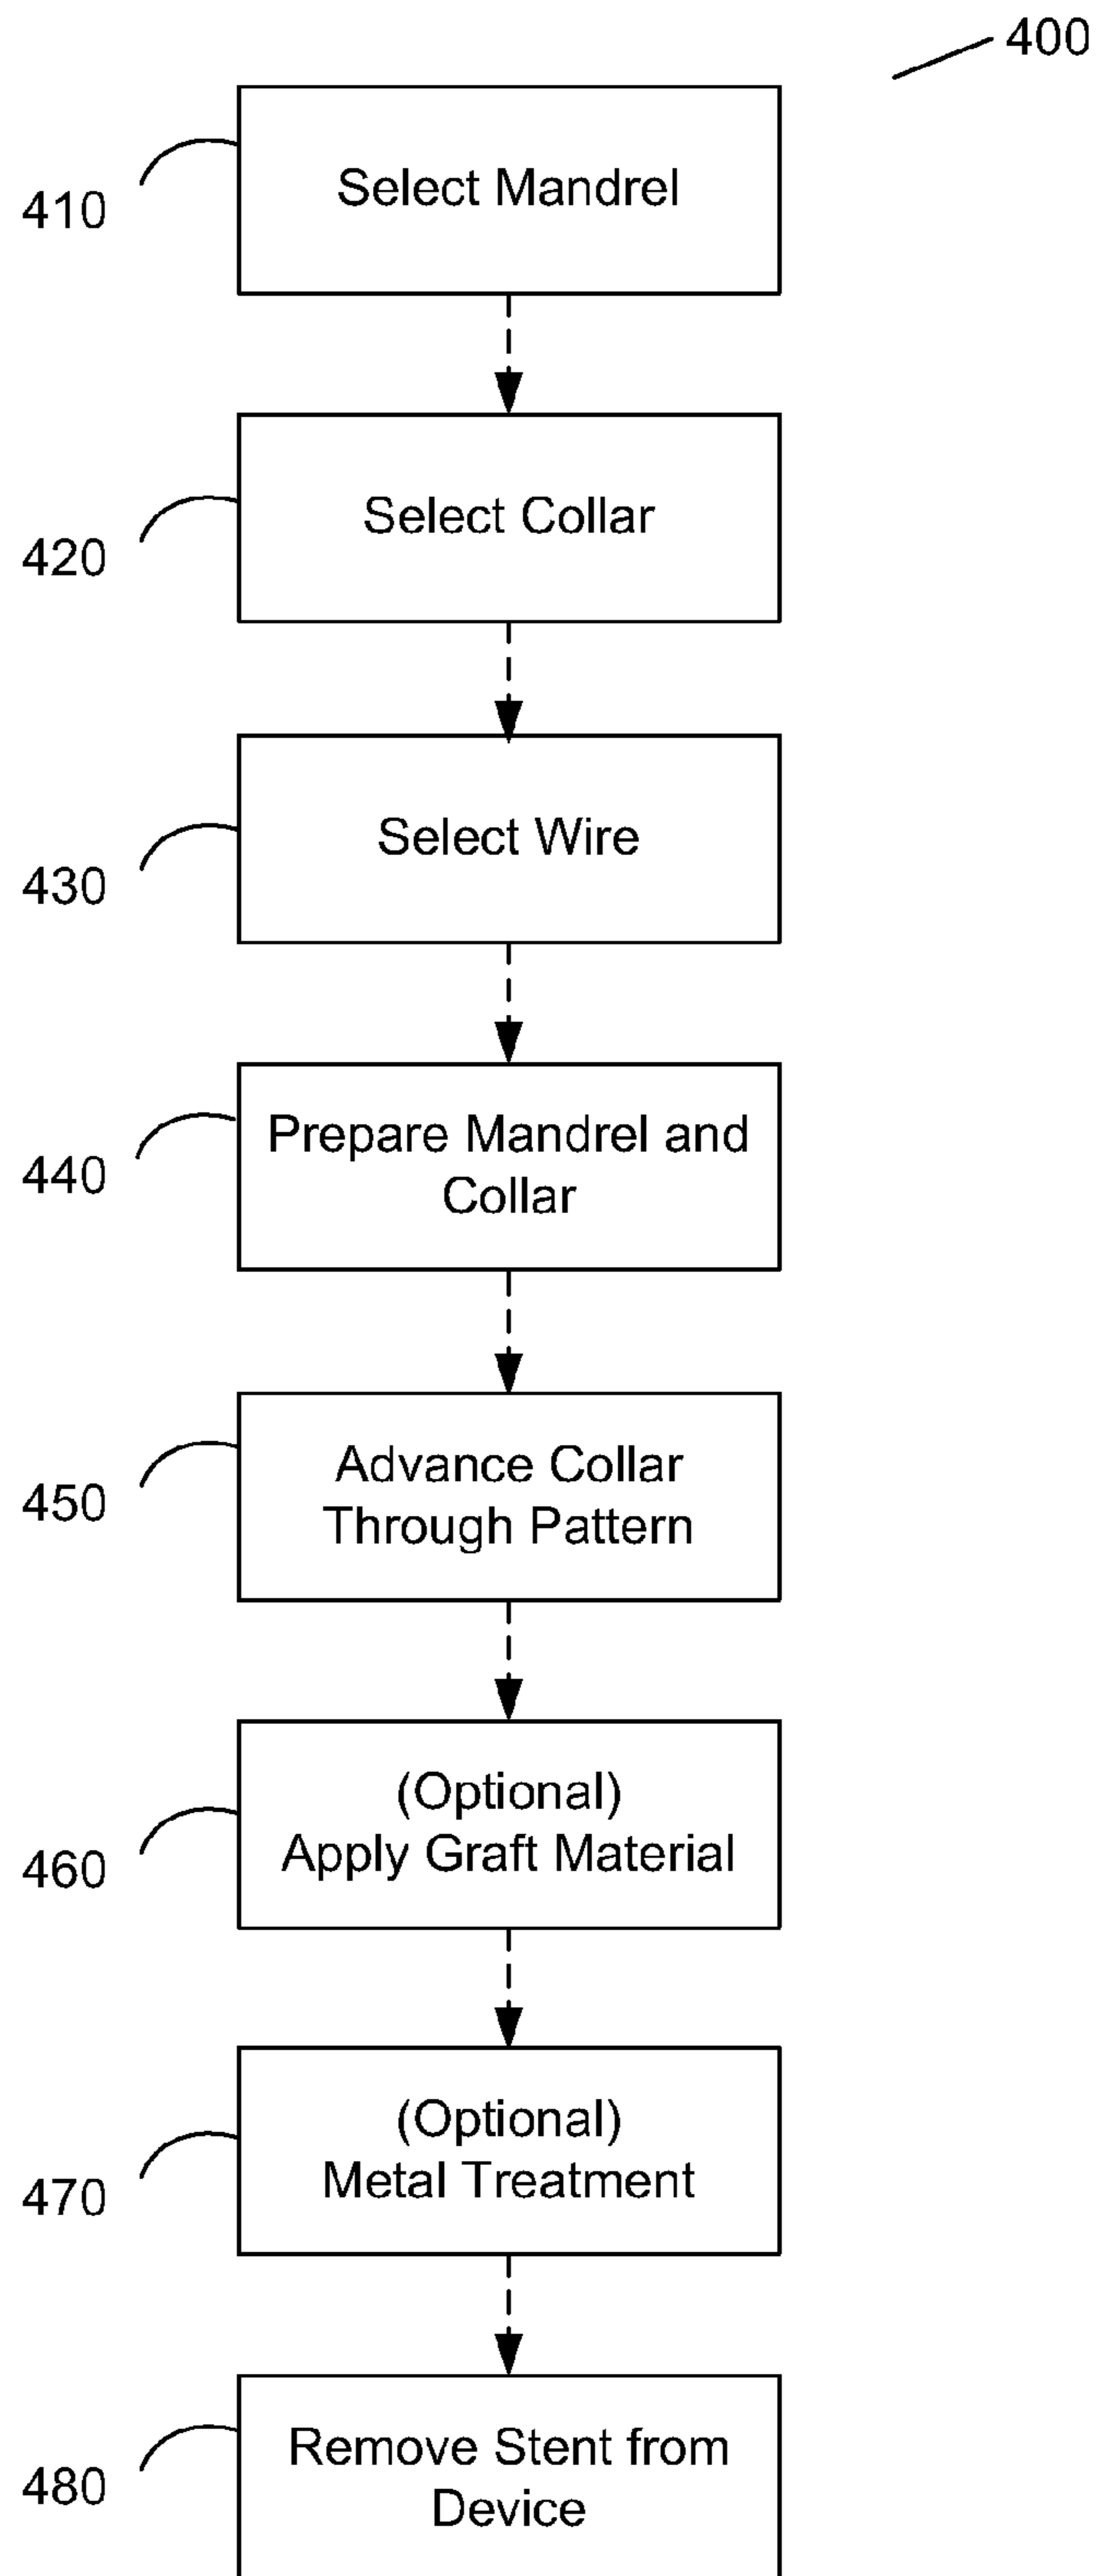 400
410
Select Mandrel
420
Select Collar
430
Select Wire
440
Prepare Mandrel and
Collar
450
Advance Collar
Through Pattern
460
(Optional)
Apply Graft Material
470
(Optional)
Metal Treatment
480
Remove Stent from
Device